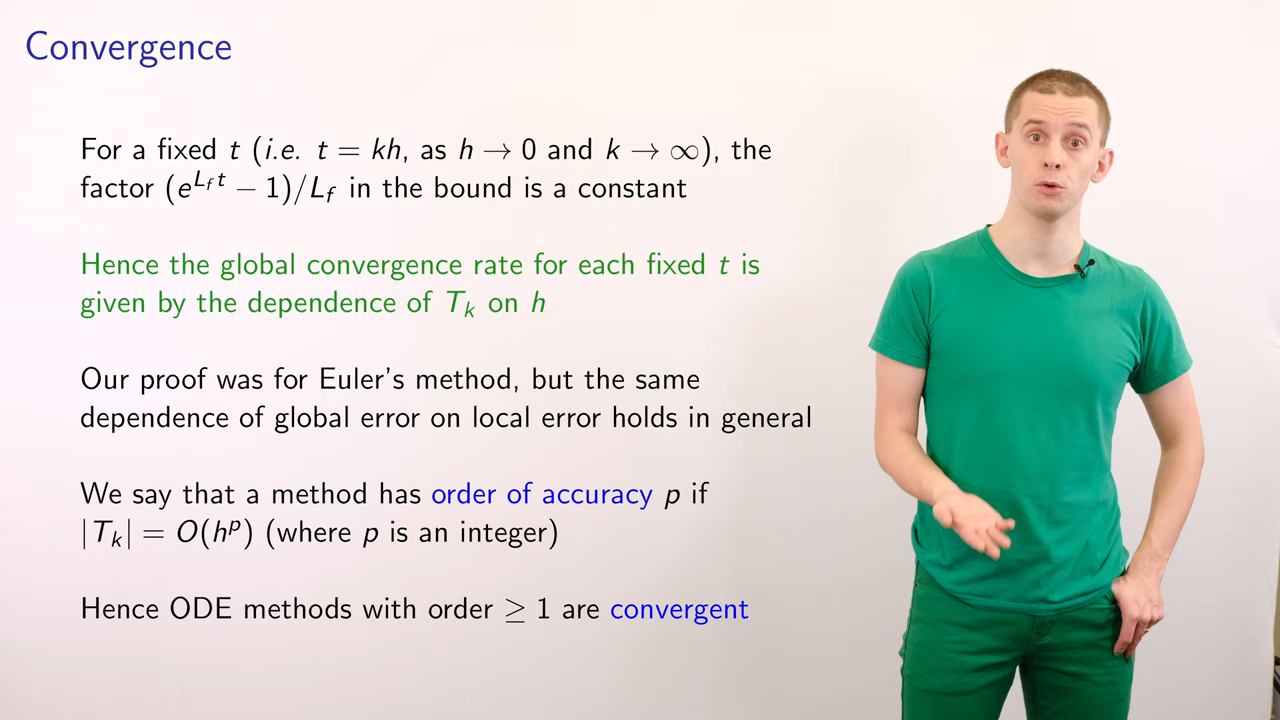 Convergence
For a fixed t (i.e. t = kh, as h → 0 and k → ∞), the
factor (e^{L_f t} − 1)/L_f in the bound is a constant
Hence the global convergence rate for each fixed t is
given by the dependence of T_k on h
Our proof was for Euler's method, but the same
dependence of global error on local error holds in general
We say that a method has order of accuracy p if
|T_k| = O(h^p) (where p is an integer)
Hence ODE methods with order ≥ 1 are convergent